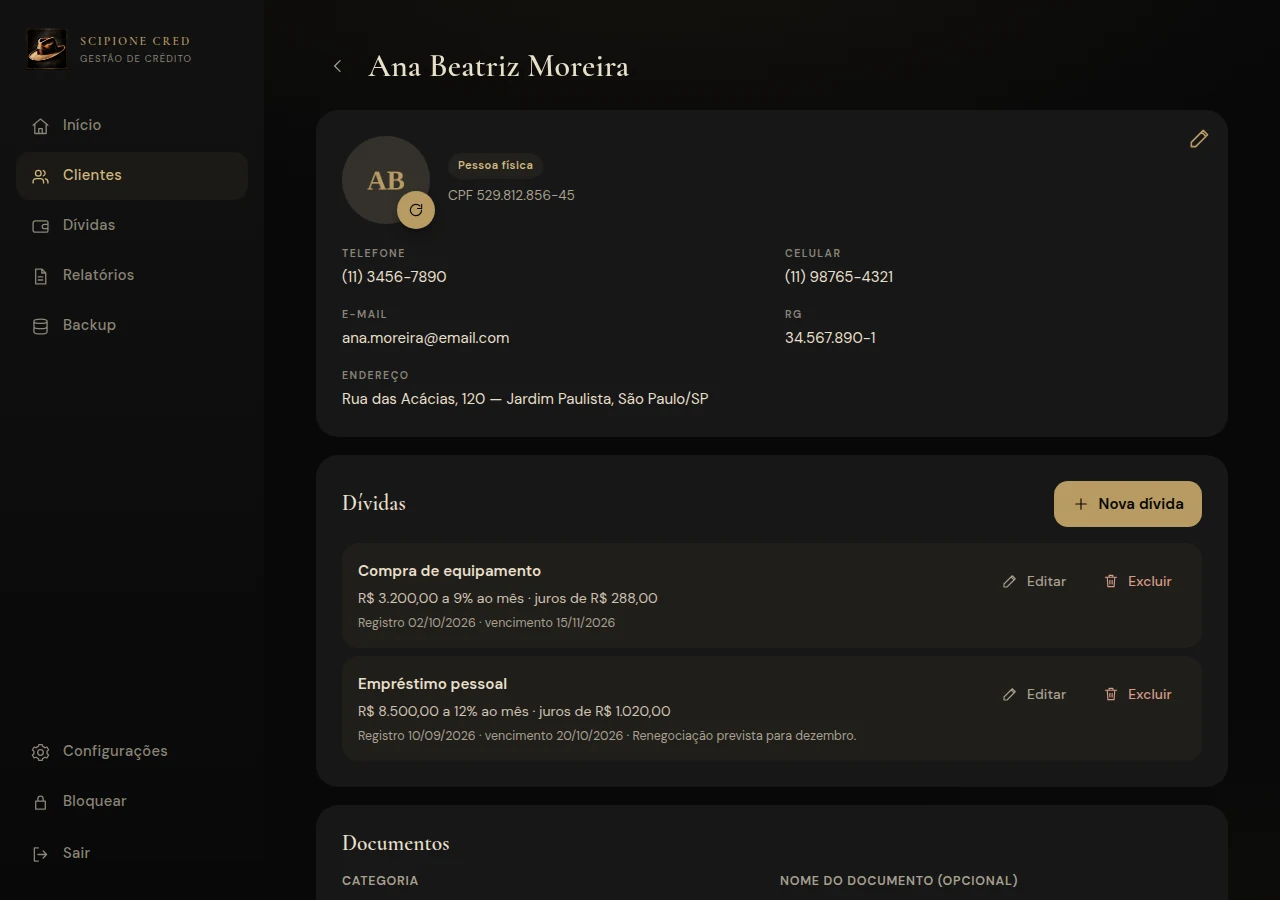 SCIPIONE CRED
GESTÃO DE CRÉDITO
Início
Clientes
Dívidas
Relatórios
Backup
Configurações
Bloquear
Sair
Ana Beatriz Moreira
AB
Pessoa física
CPF 529.812.856-45
TELEFONE
(11) 3456-7890
CELULAR
(11) 98765-4321
E-MAIL
ana.moreira@email.com
RG
34.567.890-1
ENDEREÇO
Rua das Acácias, 120 — Jardim Paulista, São Paulo/SP
Dívidas
Nova dívida
Compra de equipamento
R$ 3.200,00 a 9% ao mês · juros de R$ 288,00
Registro 02/10/2026 · vencimento 15/11/2026
Editar
Excluir
Empréstimo pessoal
R$ 8.500,00 a 12% ao mês · juros de R$ 1.020,00
Registro 10/09/2026 · vencimento 20/10/2026 · Renegociação prevista para dezembro.
Editar
Excluir
Documentos
CATEGORIA
NOME DO DOCUMENTO (OPCIONAL)